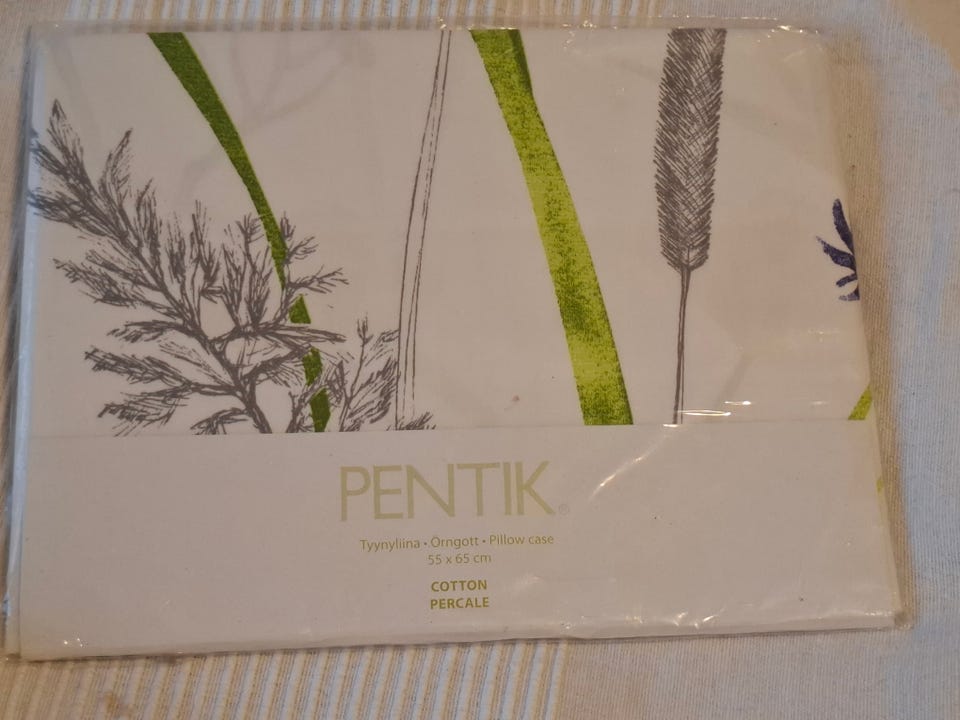 PENTIK®
Tyynyliina • Örngott • Pillow case
55 x 65 cm
COTTON
PERCALE